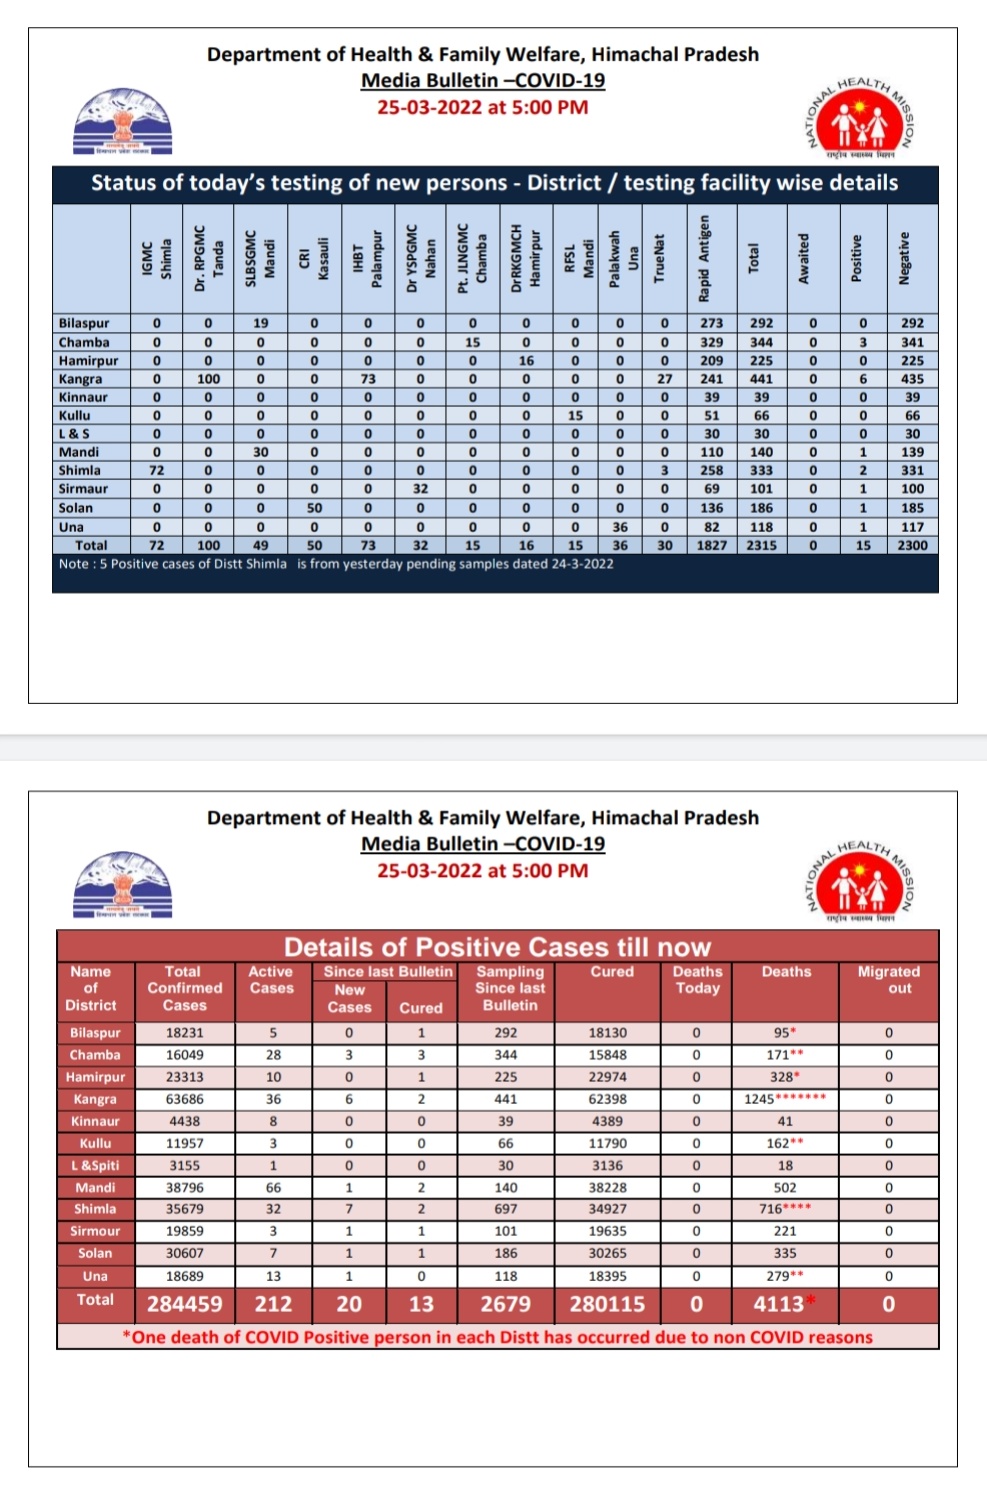 Department of Health & Family Welfare, Himachal Pradesh
Media Bulletin –COVID-19
25-03-2022 at 5:00 PM
NATIONAL HEALTH MISSION
Status of today's testing of new persons - District / testing facility wise details
IGMC Shimla Dr. RPGMC Tanda SLBSGMC Mandi CRI Kasauli IHBT Palampur Dr YSPGMC Nahan Pt. JLNGMC Chamba DrRKGMCH Hamirpur RFSL Mandi Palakwah Una TrueNat Rapid Antigen Total Awaited Positive Negative
Bilaspur 0 0 19 0 0 0 0 0 0 0 0 273 292 0 0 292
Chamba 0 0 0 0 0 0 15 0 0 0 0 329 344 0 3 341
Hamirpur 0 0 0 0 0 0 0 16 0 0 0 209 225 0 0 225
Kangra 0 100 0 0 73 0 0 0 0 0 27 241 441 0 6 435
Kinnaur 0 0 0 0 0 0 0 0 0 0 0 39 39 0 0 39
Kullu 0 0 0 0 0 0 0 0 15 0 0 51 66 0 0 66
L & S 0 0 0 0 0 0 0 0 0 0 0 30 30 0 0 30
Mandi 0 0 30 0 0 0 0 0 0 0 0 110 140 0 1 139
Shimla 72 0 0 0 0 0 0 0 0 0 3 258 333 0 2 331
Sirmaur 0 0 0 0 0 32 0 0 0 0 0 69 101 0 1 100
Solan 0 0 0 50 0 0 0 0 0 0 0 136 186 0 1 185
Una 0 0 0 0 0 0 0 0 0 36 0 82 118 0 1 117
Total 72 100 49 50 73 32 15 16 15 36 30 1827 2315 0 15 2300
Note : 5 Positive cases of Distt Shimla is from yesterday pending samples dated 24-3-2022
Department of Health & Family Welfare, Himachal Pradesh
Media Bulletin –COVID-19
25-03-2022 at 5:00 PM
NATIONAL HEALTH MISSION
Details of Positive Cases till now
Name of District Total Confirmed Cases Active Cases Since last Bulletin New Cases Cured Sampling Since last Bulletin Cured Deaths Today Deaths Migrated out
Bilaspur 18231 5 0 1 292 18130 0 95* 0
Chamba 16049 28 3 3 344 15848 0 171** 0
Hamirpur 23313 10 0 1 225 22974 0 328* 0
Kangra 63686 36 6 2 441 62398 0 1245******* 0
Kinnaur 4438 8 0 0 39 4389 0 41 0
Kullu 11957 3 0 0 66 11790 0 162** 0
L &Spiti 3155 1 0 0 30 3136 0 18 0
Mandi 38796 66 1 2 140 38228 0 502 0
Shimla 35679 32 7 2 697 34927 0 716**** 0
Sirmour 19859 3 1 1 101 19635 0 221 0
Solan 30607 7 1 1 186 30265 0 335 0
Una 18689 13 1 0 118 18395 0 279** 0
Total 284459 212 20 13 2679 280115 0 4113* 0
*One death of COVID Positive person in each Distt has occurred due to non COVID reasons